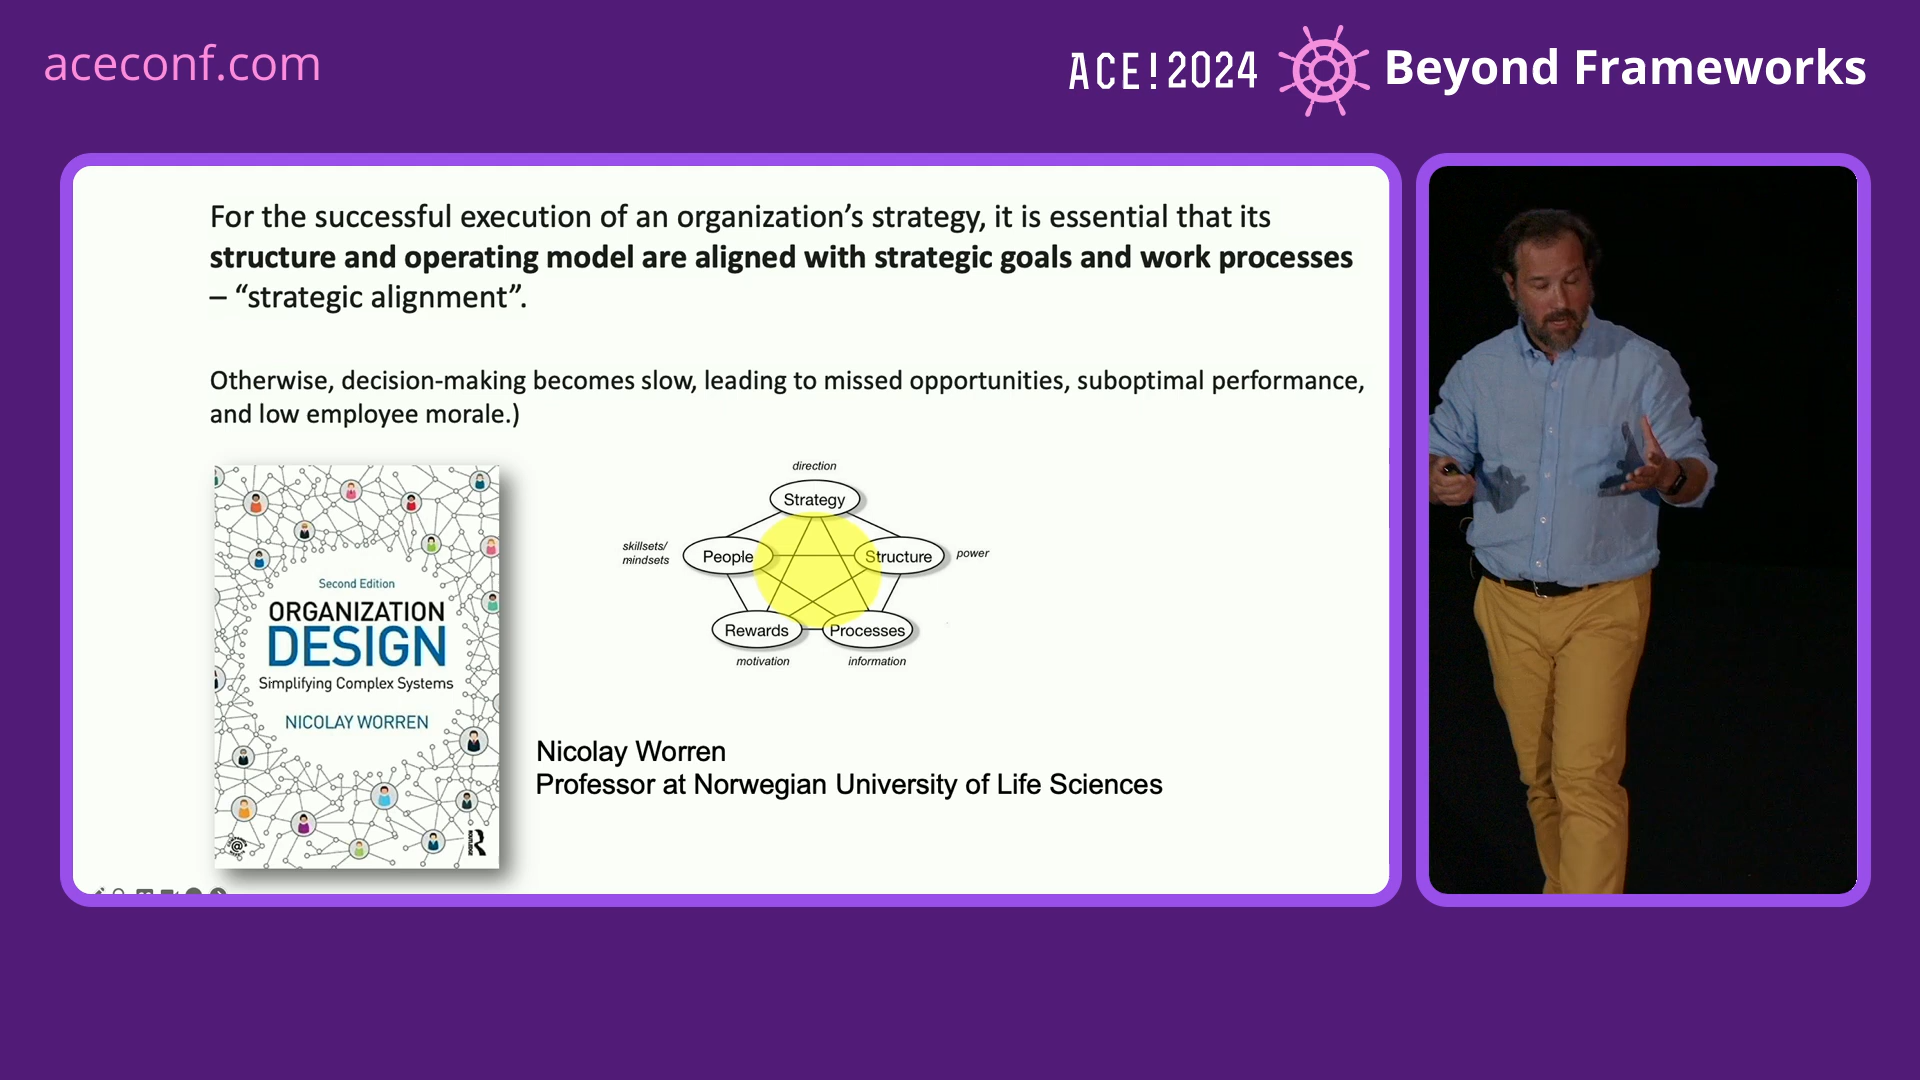 aceconf.com
ACE!2024
Beyond Frameworks
For the successful execution of an organization’s strategy, it is essential that its
structure and operating model are aligned with strategic goals and work processes
– “strategic alignment”.
Otherwise, decision-making becomes slow, leading to missed opportunities, suboptimal performance,
and low employee morale.)
direction
Strategy
skillsets/
mindsets
People
Structure
power
Rewards
Processes
motivation
information
Second Edition
ORGANIZATION
DESIGN
Simplifying Complex Systems
NICOLAY WORREN
ROUTLEDGE
Nicolay Worren
Professor at Norwegian University of Life Sciences